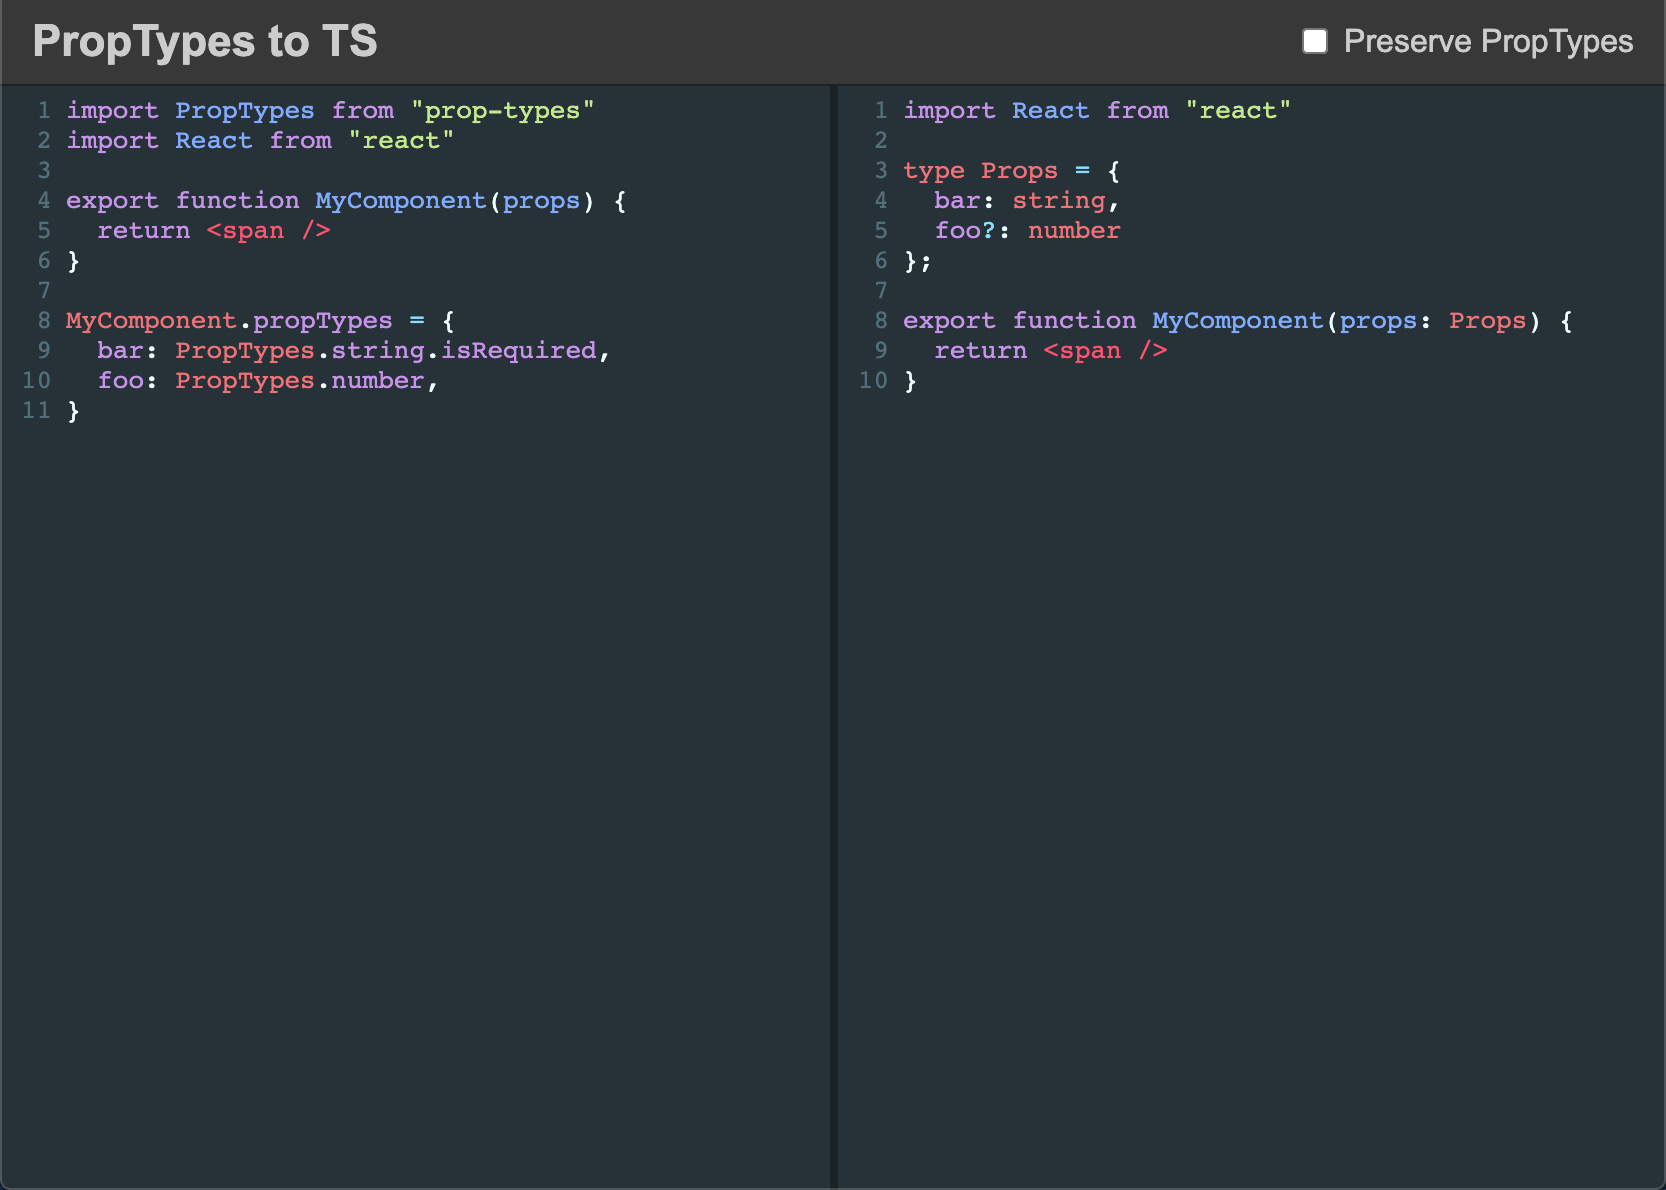 PropTypes to TS
Preserve PropTypes
1 import PropTypes from "prop-types"
2 import React from "react"
3
4 export function MyComponent(props) {
5   return <span />
6 }
7
8 MyComponent.propTypes = {
9   bar: PropTypes.string.isRequired,
10   foo: PropTypes.number,
11 }
1 import React from "react"
2
3 type Props = {
4   bar: string,
5   foo?: number
6 };
7
8 export function MyComponent(props: Props) {
9   return <span />
10 }